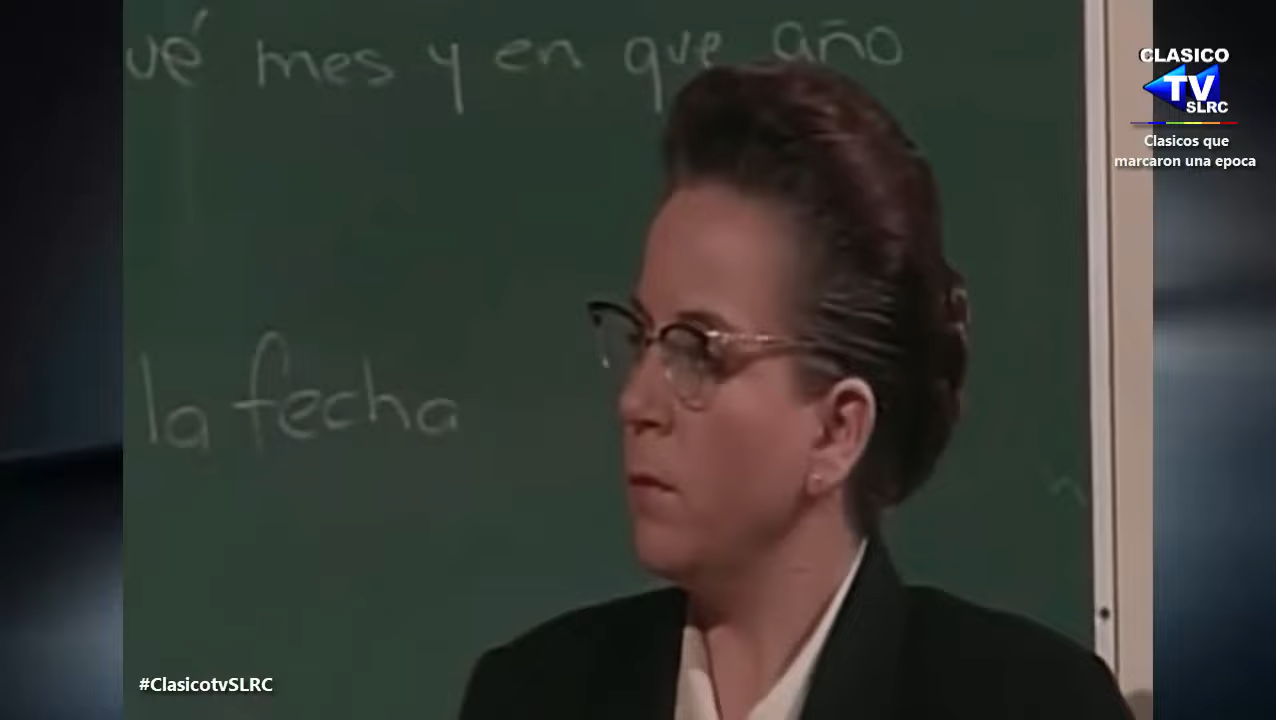 ué mes y en que año
la fecha
CLASICO
TV
SLRC
Clasicos que
marcaron una epoca
#ClasicotvSLRC